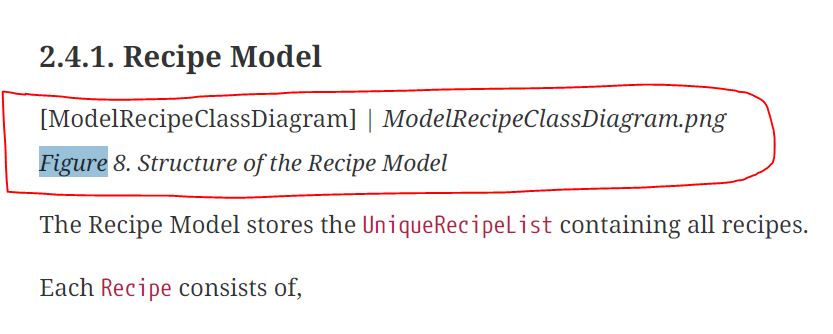 2.4.1. Recipe Model
[ModelRecipeClassDiagram] | ModelRecipeClassDiagram.png
Figure 8. Structure of the Recipe Model
The Recipe Model stores the UniqueRecipeList containing all recipes.
Each Recipe consists of,